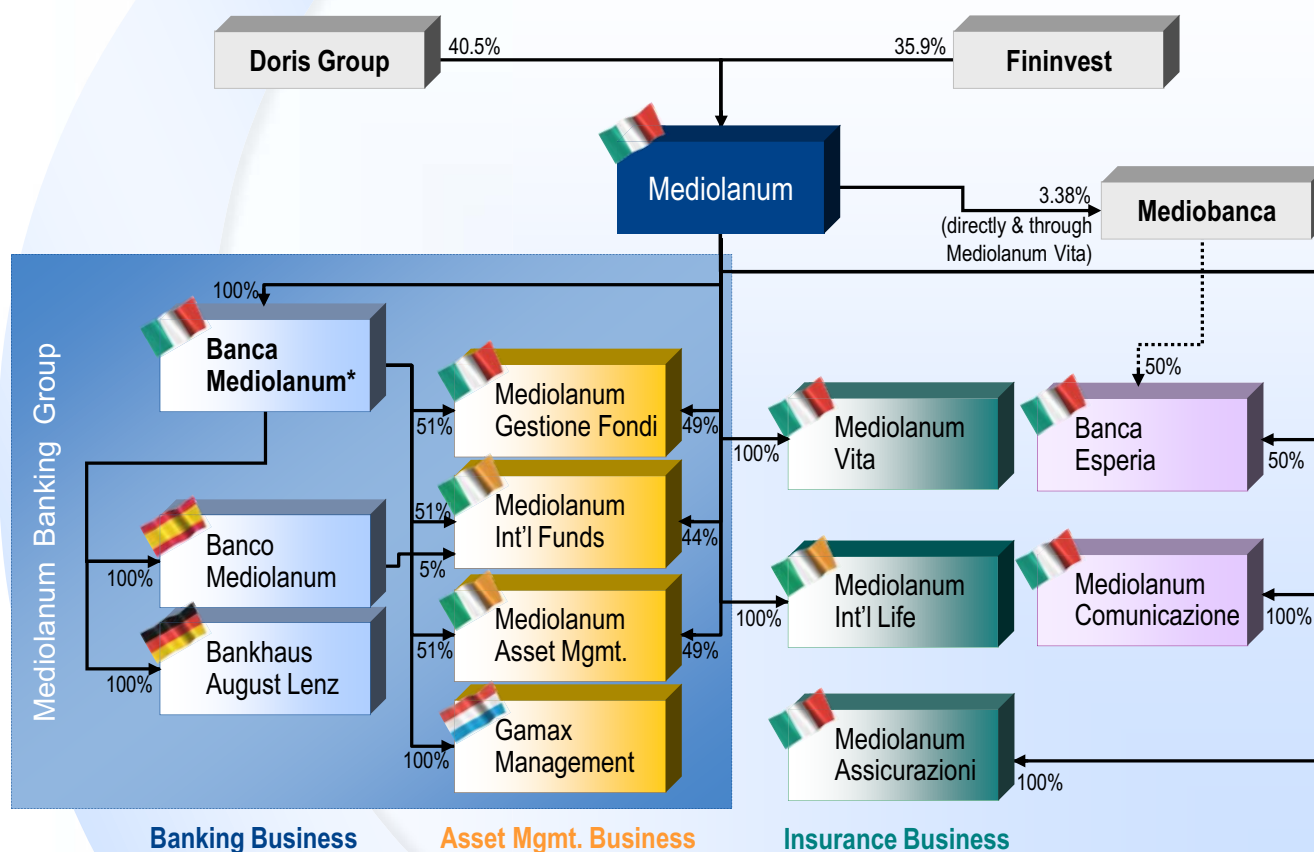 Doris Group
40.5%
35.9%
Fininvest
Mediolanum
3.38%
(directly & through
Mediolanum Vita)
Mediobanca
Mediolanum Banking Group
100%
Banca
Mediolanum*
Mediolanum
Gestione Fondi
51%
49%
Mediolanum
Vita
100%
50%
Banca
Esperia
50%
Banco
Mediolanum
100%
51%
5%
Mediolanum
Int'l Funds
44%
Mediolanum
Int'l Life
100%
Mediolanum
Comunicazione
100%
Bankhaus
August Lenz
100%
Mediolanum
Asset Mgmt.
51%
49%
Gamax
Management
100%
Mediolanum
Assicurazioni
100%
Banking Business
Asset Mgmt. Business
Insurance Business